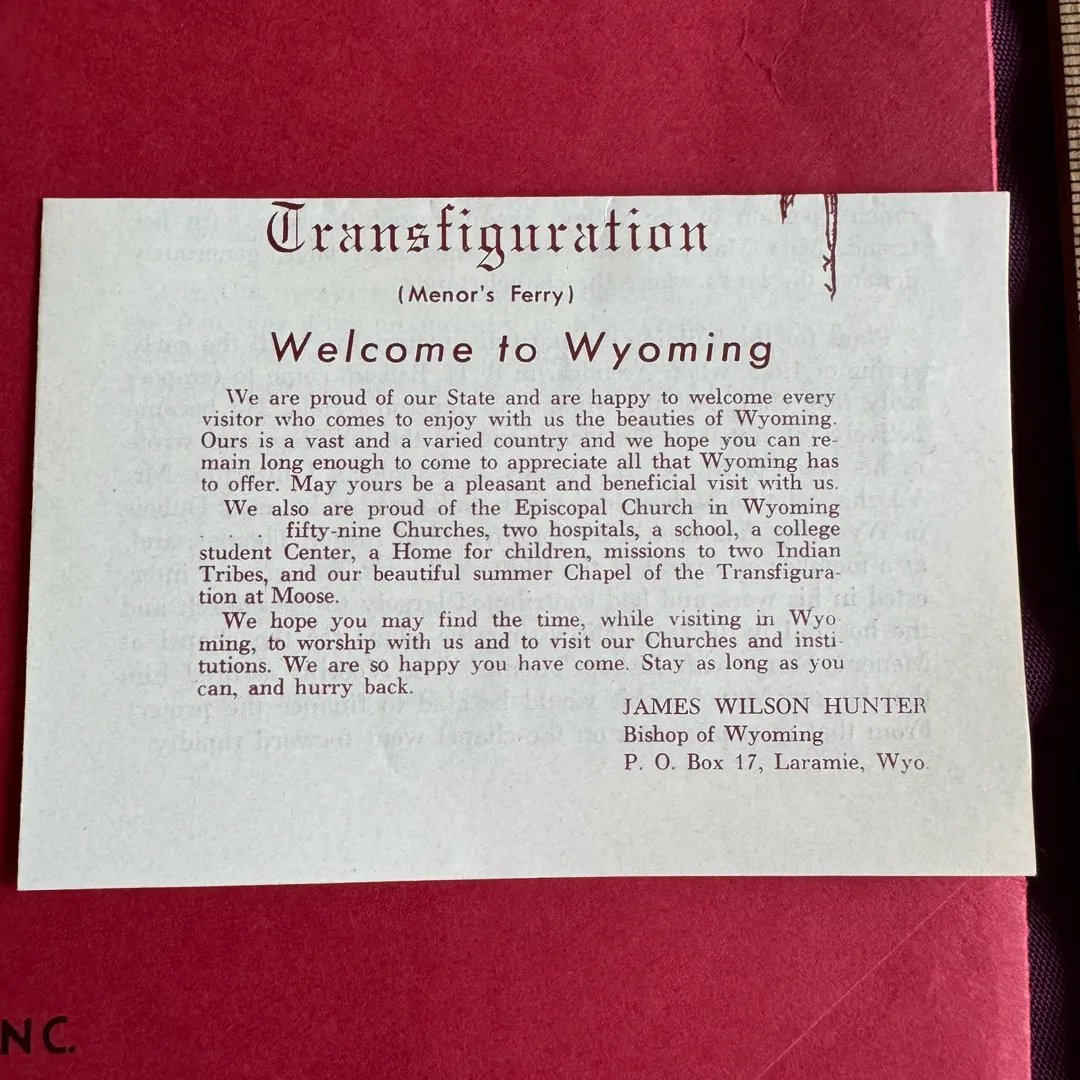 Transfiguration
(Menor's Ferry)
Welcome to Wyoming
We are proud of our State and are happy to welcome every
visitor who comes to enjoy with us the beauties of Wyoming.
Ours is a vast and a varied country and we hope you can re-
main long enough to come to appreciate all that Wyoming has
to offer. May yours be a pleasant and beneficial visit with us.
We also are proud of the Episcopal Church in Wyoming
. . fifty-nine Churches, two hospitals, a school, a college
student Center, a Home for children, missions to two Indian
Tribes, and our beautiful summer Chapel of the Transfigura-
tion at Moose.
We hope you may find the time, while visiting in Wyo-
ming, to worship with us and to visit our Churches and insti-
tutions. We are so happy you have come. Stay as long as you
can, and hurry back.
JAMES WILSON HUNTER
Bishop of Wyoming
P. O. Box 17, Laramie, Wyo.
NC.